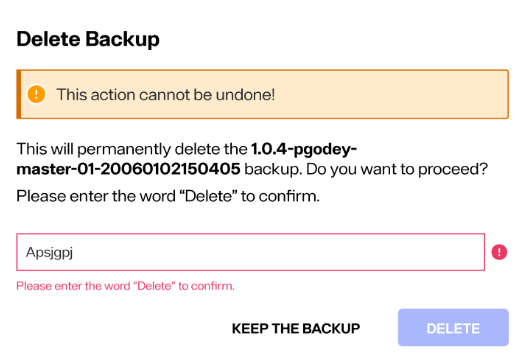 Delete Backup
This action cannot be undone!
This will permanently delete the 1.0.4-pgodey-
master-01-20060102150405 backup. Do you want to proceed?
Please enter the word “Delete” to confirm.
Apsjgpj
Please enter the word "Delete" to confirm.
KEEP THE BACKUP DELETE